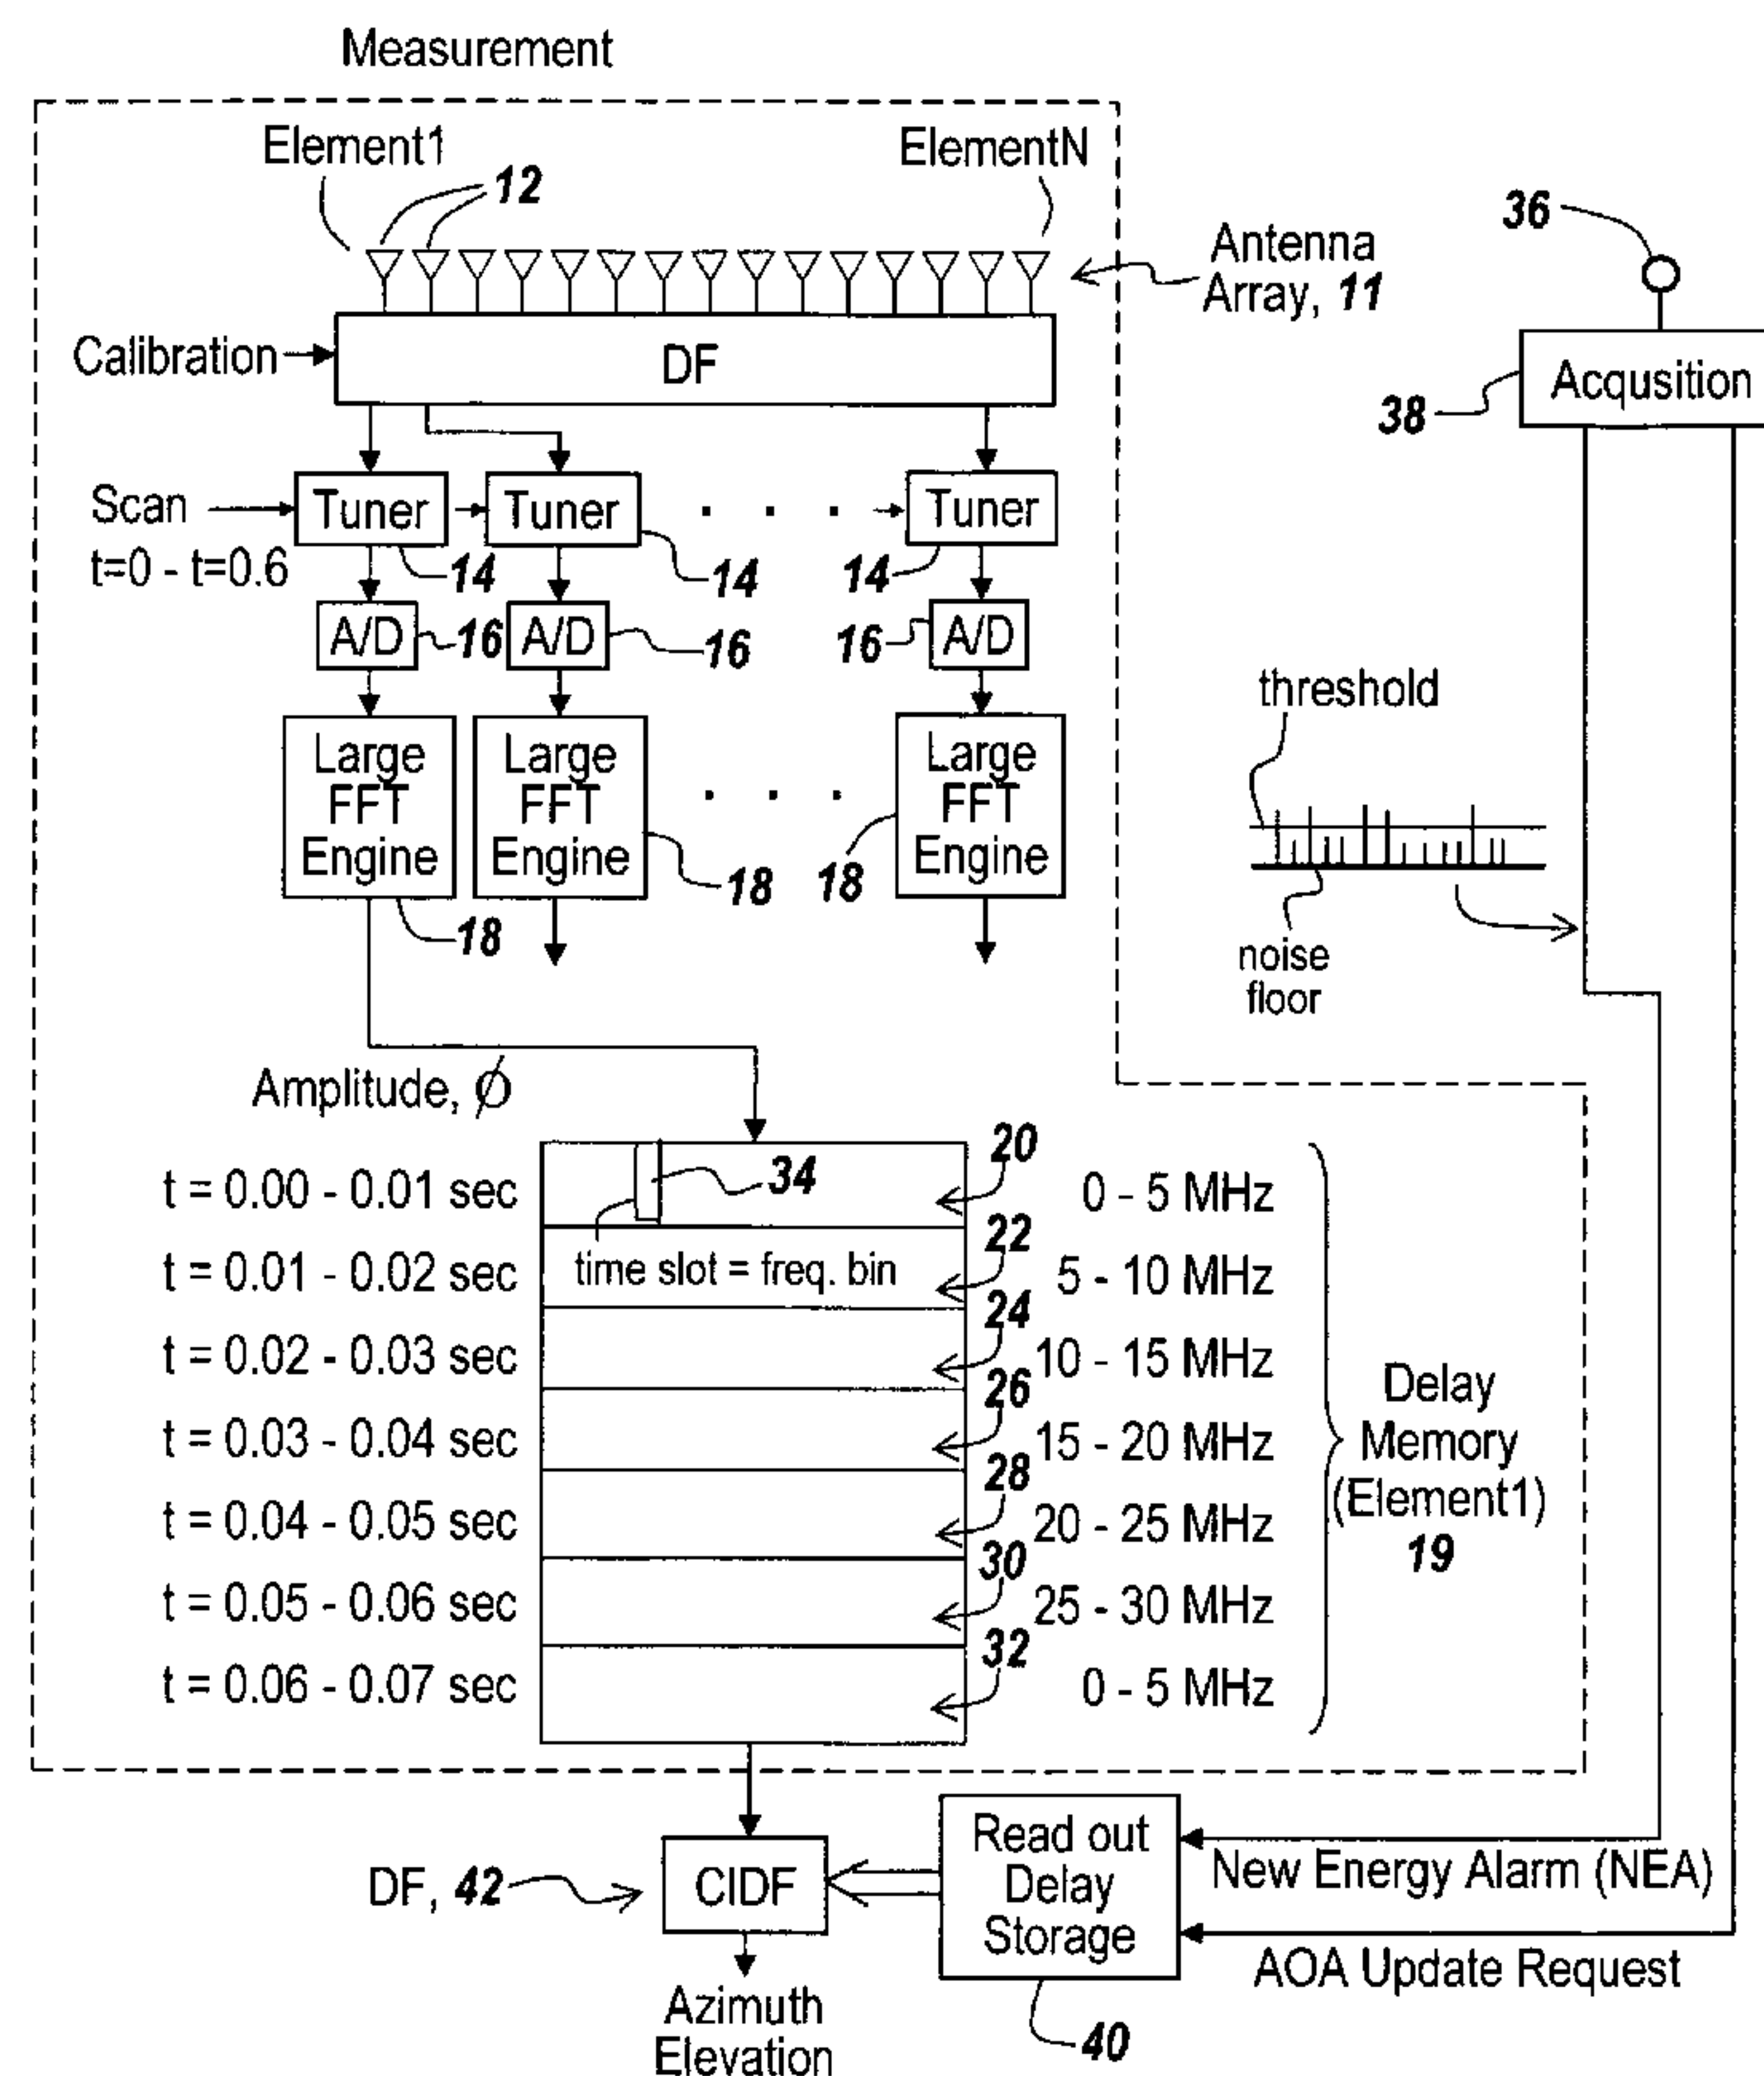 Measurement
Element1
ElementN
12
36
Antenna
Array, 11
Calibration
DF
Acqusition
38
Scan
t=0 - t=0.6
Tuner
Tuner
. . .
Tuner
14
14
14
A/D
16
A/D
16
16
A/D
threshold
Large
FFT
Engine
Large
FFT
Engine
. . .
Large
FFT
Engine
18
18
18
noise
floor
Amplitude, ϕ
t = 0.00 - 0.01 sec
34
20
0 - 5 MHz
t = 0.01 - 0.02 sec
time slot = freq. bin
22
5 - 10 MHz
t = 0.02 - 0.03 sec
24
10 - 15 MHz
t = 0.03 - 0.04 sec
26
15 - 20 MHz
t = 0.04 - 0.05 sec
28
20 - 25 MHz
t = 0.05 - 0.06 sec
30
25 - 30 MHz
t = 0.06 - 0.07 sec
32
0 - 5 MHz
Delay
Memory
(Element1)
19
DF, 42
CIDF
Read out
Delay
Storage
New Energy Alarm (NEA)
AOA Update Request
40
Azimuth
Elevation